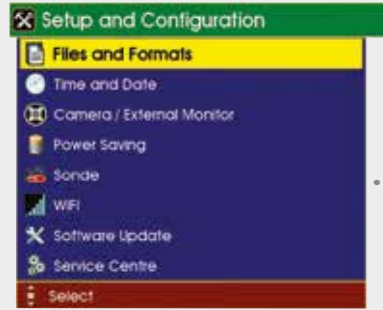 Setup and Configuration
Files and Formats
Time and Date
Camera / External Monitor
Power Saving
Sonde
WiFi
Software Update
Service Centre
Select